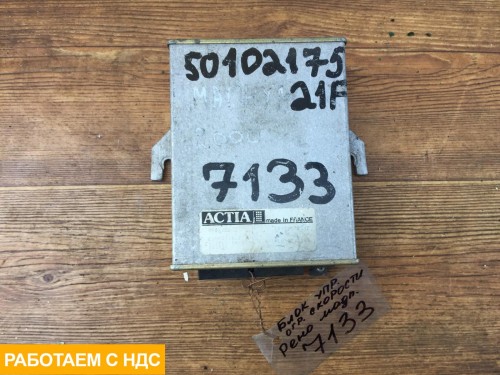 50102175
21F
7133
ACTIA made in FRANCE
БЛОК УПР.
ОГР. СКОРОСТИ
Рено магн.
7133
РАБОТАЕМ С НДС